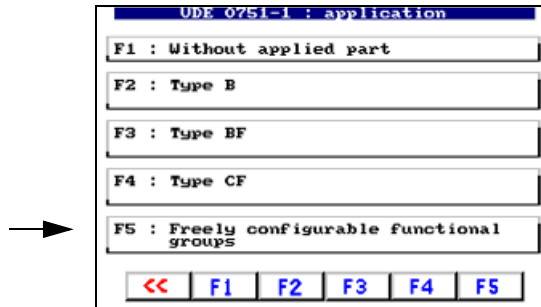 UDE 0751-1 : application
F1 : Without applied part
F2 : Type B
F3 : Type BF
F4 : Type CF
F5 : Freely configurable functional
groups
<< F1 F2 F3 F4 F5